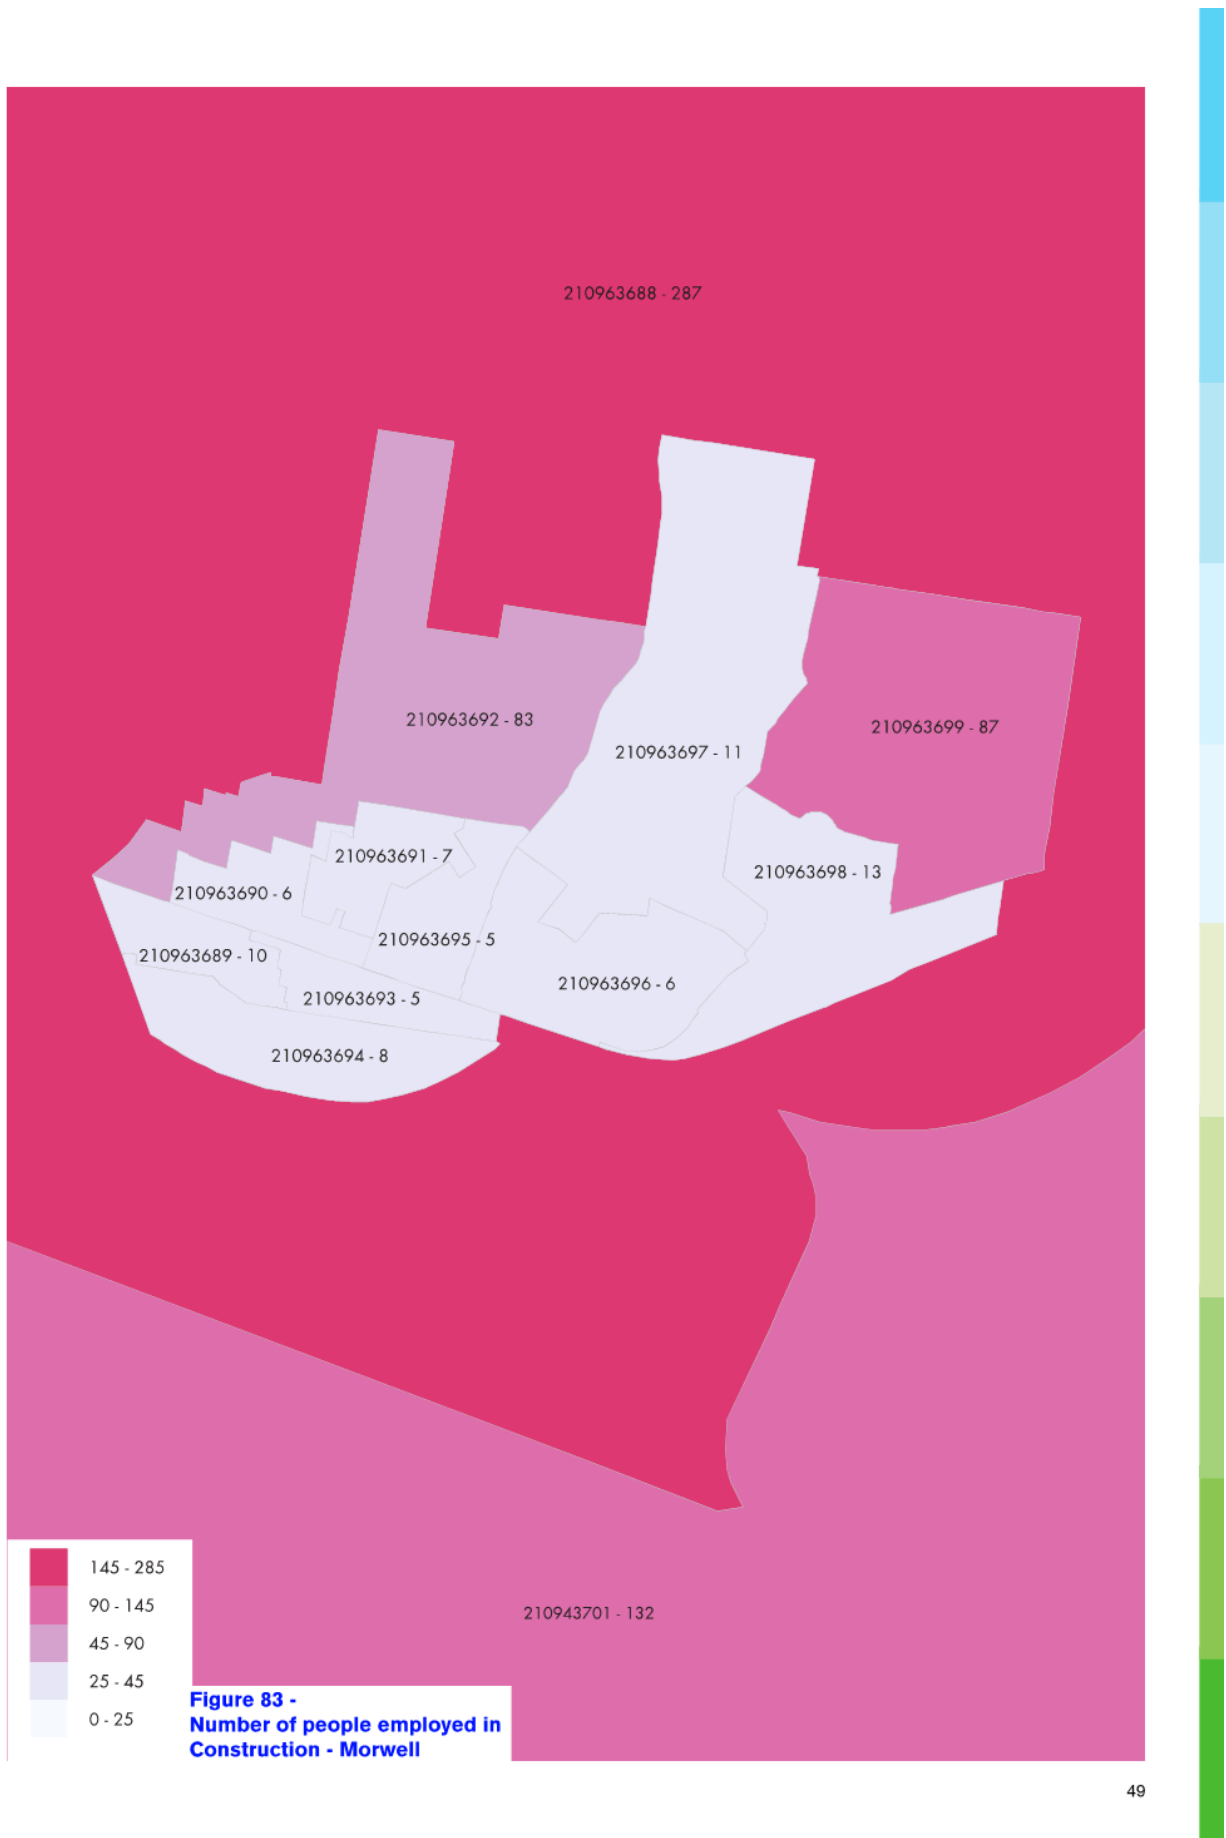 210963688 - 287
210963692 - 83
210963699 - 87
210963697 - 11
210963691 - 7
210963698 - 13
210963690 - 6
210963695 - 5
210963689 - 10
210963696 - 6
210963693 - 5
210963694 - 8
145 - 285
90 - 145
45 - 90
25 - 45
0 - 25
210943701 - 132
Figure 83 -
Number of people employed in
Construction - Morwell
49